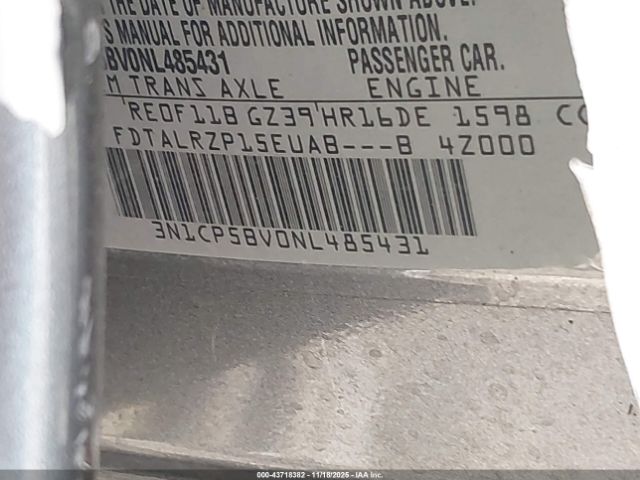 THE DATE OF MANUFACTURE SHOWN ABOVE.
S MANUAL FOR ADDITIONAL INFORMATION.
BV0NL485431 PASSENGER CAR.
M TRANS AXLE ENGINE
RE0F11B GZ39 HR16DE 1598 CC
FDTALRZP15EUAB---B 4Z000
3N1CP5BV0NL485431
000-43718382 - 11/18/2025 - IAA Inc.